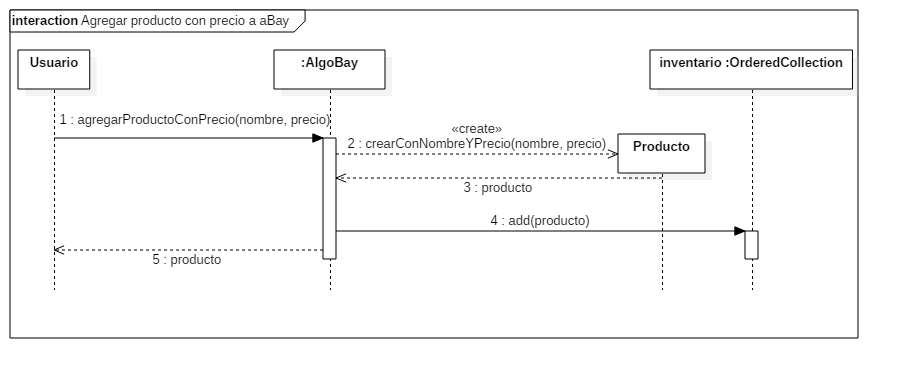 interaction Agregar producto con precio a aBay
Usuario
:AlgoBay
inventario :OrderedCollection
1 : agregarProductoConPrecio(nombre, precio)
«create»
2 : crearConNombreYPrecio(nombre, precio)
Producto
3 : producto
4 : add(producto)
5 : producto